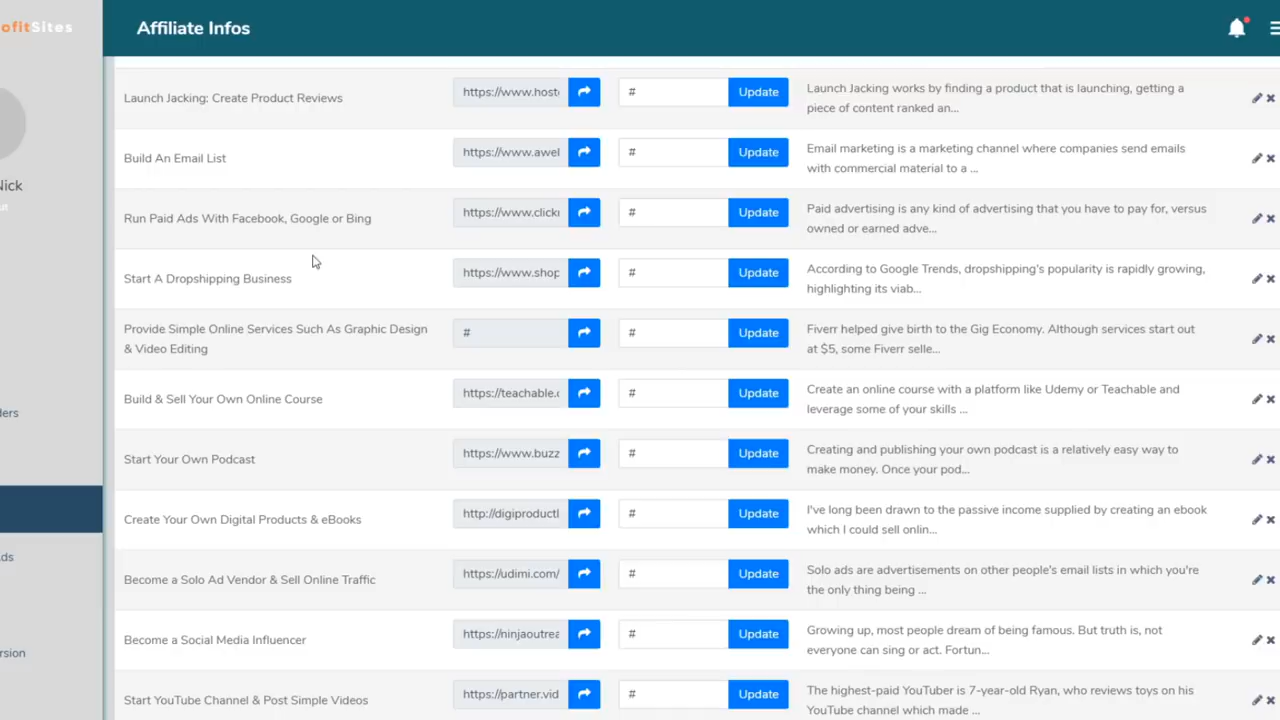 ofitSites
Affiliate Infos
Nick
ut
ders
Ads
rsion
Launch Jacking: Create Product Reviews
https://www.host
#
Update
Launch Jacking works by finding a product that is launching, getting a
piece of content ranked an...
Build An Email List
https://www.awel
#
Update
Email marketing is a marketing channel where companies send emails
with commercial material to a ...
Run Paid Ads With Facebook, Google or Bing
https://www.click
#
Update
Paid advertising is any kind of advertising that you have to pay for, versus
owned or earned adve...
Start A Dropshipping Business
https://www.shop
#
Update
According to Google Trends, dropshipping's popularity is rapidly growing,
highlighting its viab...
Provide Simple Online Services Such As Graphic Design
& Video Editing
#
#
Update
Fiverr helped give birth to the Gig Economy. Although services start out
at $5, some Fiverr selle...
Build & Sell Your Own Online Course
https://teachable.c
#
Update
Create an online course with a platform like Udemy or Teachable and
leverage some of your skills ...
Start Your Own Podcast
https://www.buzz
#
Update
Creating and publishing your own podcast is a relatively easy way to
make money. Once your pod...
Create Your Own Digital Products & eBooks
http://digiproductl
#
Update
I've long been drawn to the passive income supplied by creating an ebook
which I could sell onlin...
Become a Solo Ad Vendor & Sell Online Traffic
https://udimi.com/
#
Update
Solo ads are advertisements on other people's email lists in which you're
the only thing being ...
Become a Social Media Influencer
https://ninjaoutrea
#
Update
Growing up, most people dream of being famous. But truth is, not
everyone can sing or act. Fortun...
Start YouTube Channel & Post Simple Videos
https://partner.vid
#
Update
The highest-paid YouTuber is 7-year-old Ryan, who reviews toys on his
YouTube channel which made ...